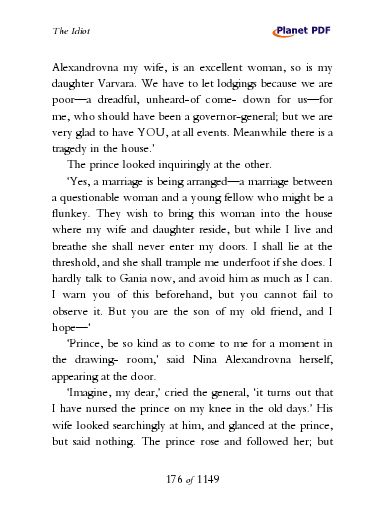 The Idiot
Planet PDF
Alexandrovna my wife, is an excellent woman, so is my
daughter Varvara. We have to let lodgings because we are
poor—a dreadful, unheard-of come- down for us—for
me, who should have been a governor-general; but we are
very glad to have YOU, at all events. Meanwhile there is a
tragedy in the house.’
The prince looked inquiringly at the other.
‘Yes, a marriage is being arranged—a marriage between
a questionable woman and a young fellow who might be a
flunkey. They wish to bring this woman into the house
where my wife and daughter reside, but while I live and
breathe she shall never enter my doors. I shall lie at the
threshold, and she shall trample me underfoot if she does. I
hardly talk to Gania now, and avoid him as much as I can.
I warn you of this beforehand, but you cannot fail to
observe it. But you are the son of my old friend, and I
hope—‘
‘Prince, be so kind as to come to me for a moment in
the drawing- room,’ said Nina Alexandrovna herself,
appearing at the door.
‘Imagine, my dear,’ cried the general, ‘it turns out that
I have nursed the prince on my knee in the old days.’ His
wife looked searchingly at him, and glanced at the prince,
but said nothing. The prince rose and followed her; but
176 of 1149